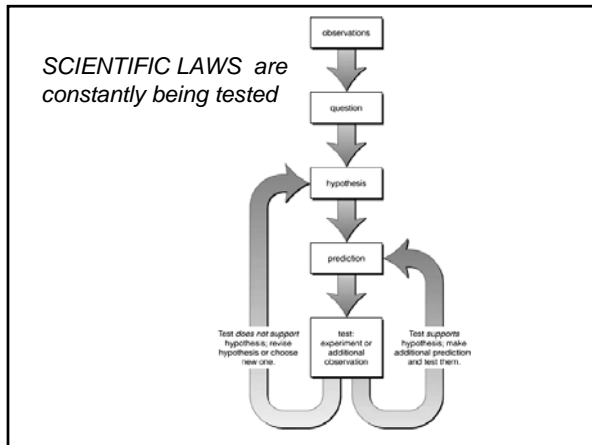 SCIENTIFIC LAWS are
constantly being tested
observations
question
hypothesis
prediction
test:
experiment or
additional
observation
Test does not support
hypothesis; revise
hypothesis or choose
new one.
Test supports
hypothesis; make
additional prediction
and test them.